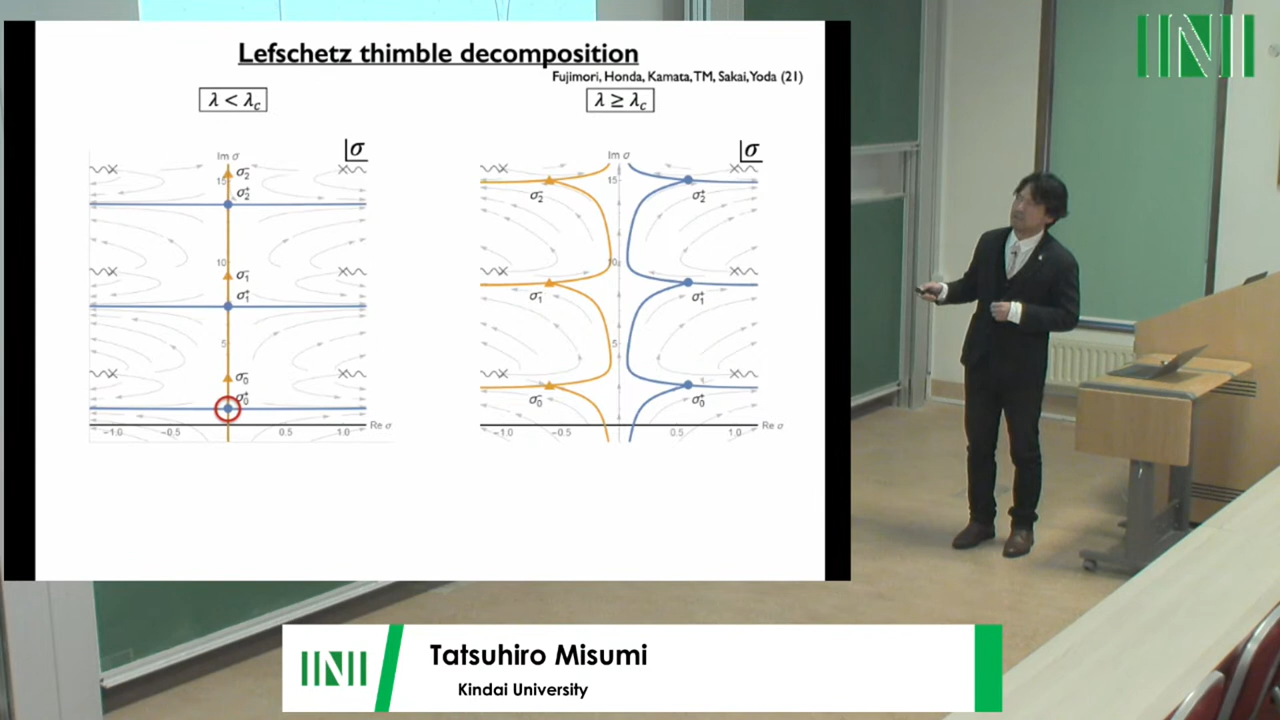 Lefschetz thimble decomposition
Fujimori, Honda, Kamata, TM, Sakai, Yoda (21)
λ < λc
λ ≥ λc
σ
Im σ
15
σ₂⁻
σ₂⁺
10
σ₁⁻
σ₁⁺
5
σ₀⁻
σ₀⁺
-1.0 -0.5 0.5 1.0 Re σ
σ
Im σ
15
σ₂⁻ σ₂⁺
10
σ₁⁻ σ₁⁺
5
σ₀⁻ σ₀⁺
-1.0 -0.5 0.5 1.0 Re σ
INI
INI
Tatsuhiro Misumi
Kindai University